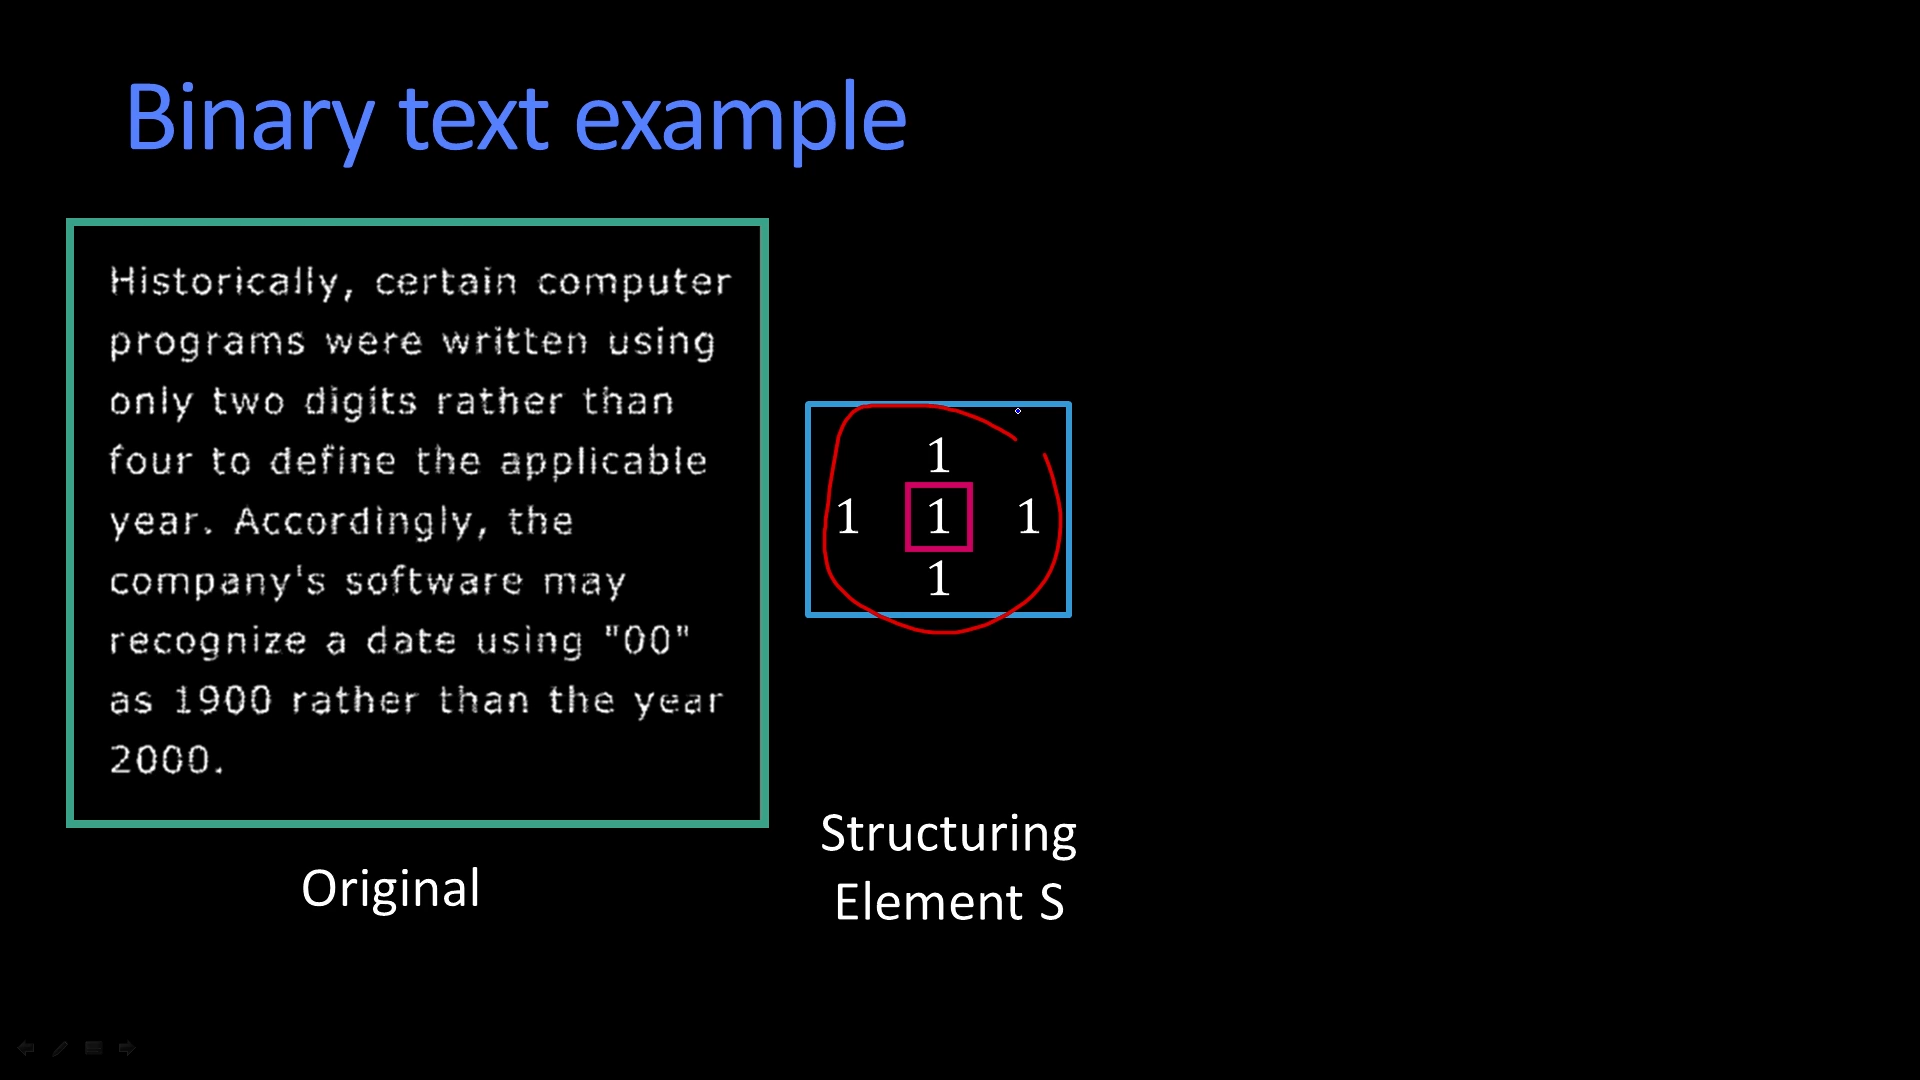 Binary text example
Historically, certain computer
programs were written using
only two digits rather than
four to define the applicable
year. Accordingly, the
company's software may
recognize a date using "00"
as 1900 rather than the year
2000.
Original
1
1 1 1
1
Structuring
Element S